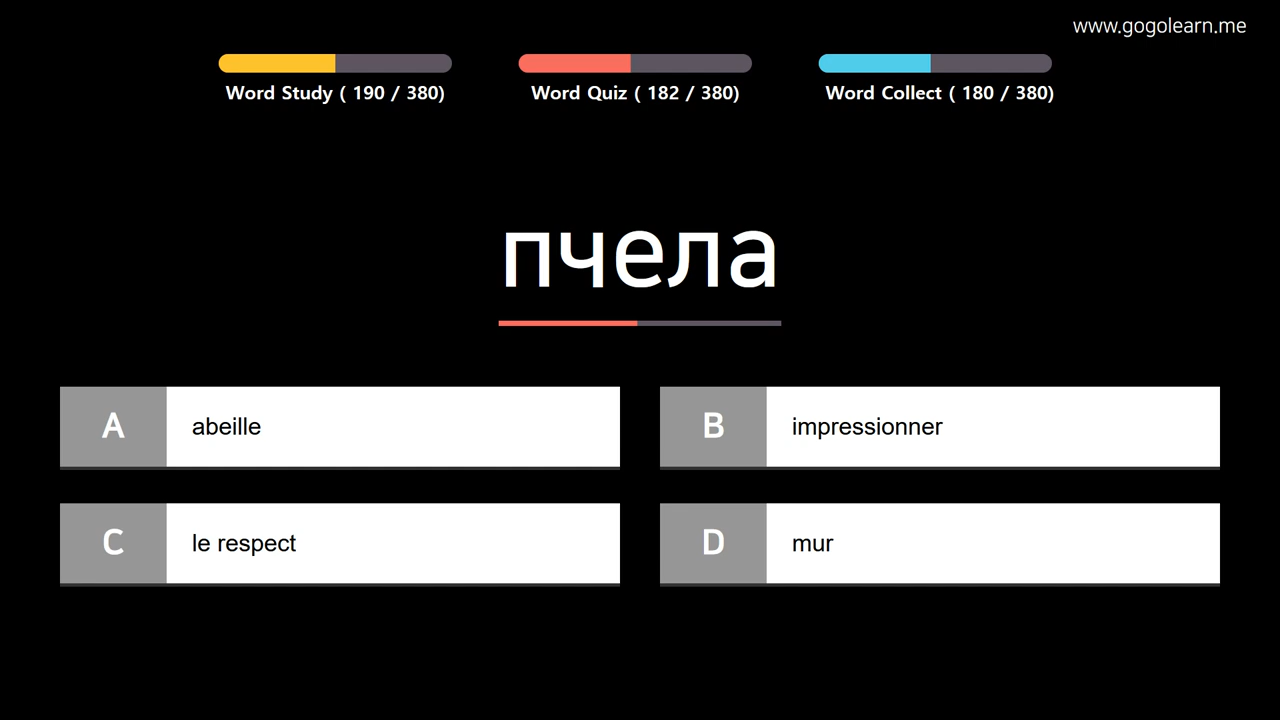 www.gogolearn.me
Word Study ( 190 / 380)
Word Quiz ( 182 / 380)
Word Collect ( 180 / 380)
пчела
A abeille
B impressionner
C le respect
D mur